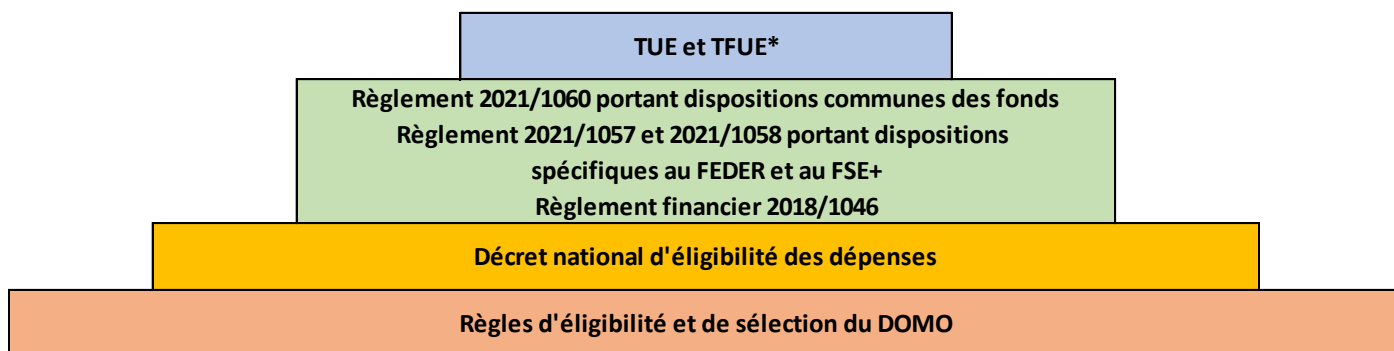 TUE et TFUE*
Règlement 2021/1060 portant dispositions communes des fonds
Règlement 2021/1057 et 2021/1058 portant dispositions
spécifiques au FEDER et au FSE+
Règlement financier 2018/1046
Décret national d'éligibilité des dépenses
Règles d'éligibilité et de sélection du DOMO